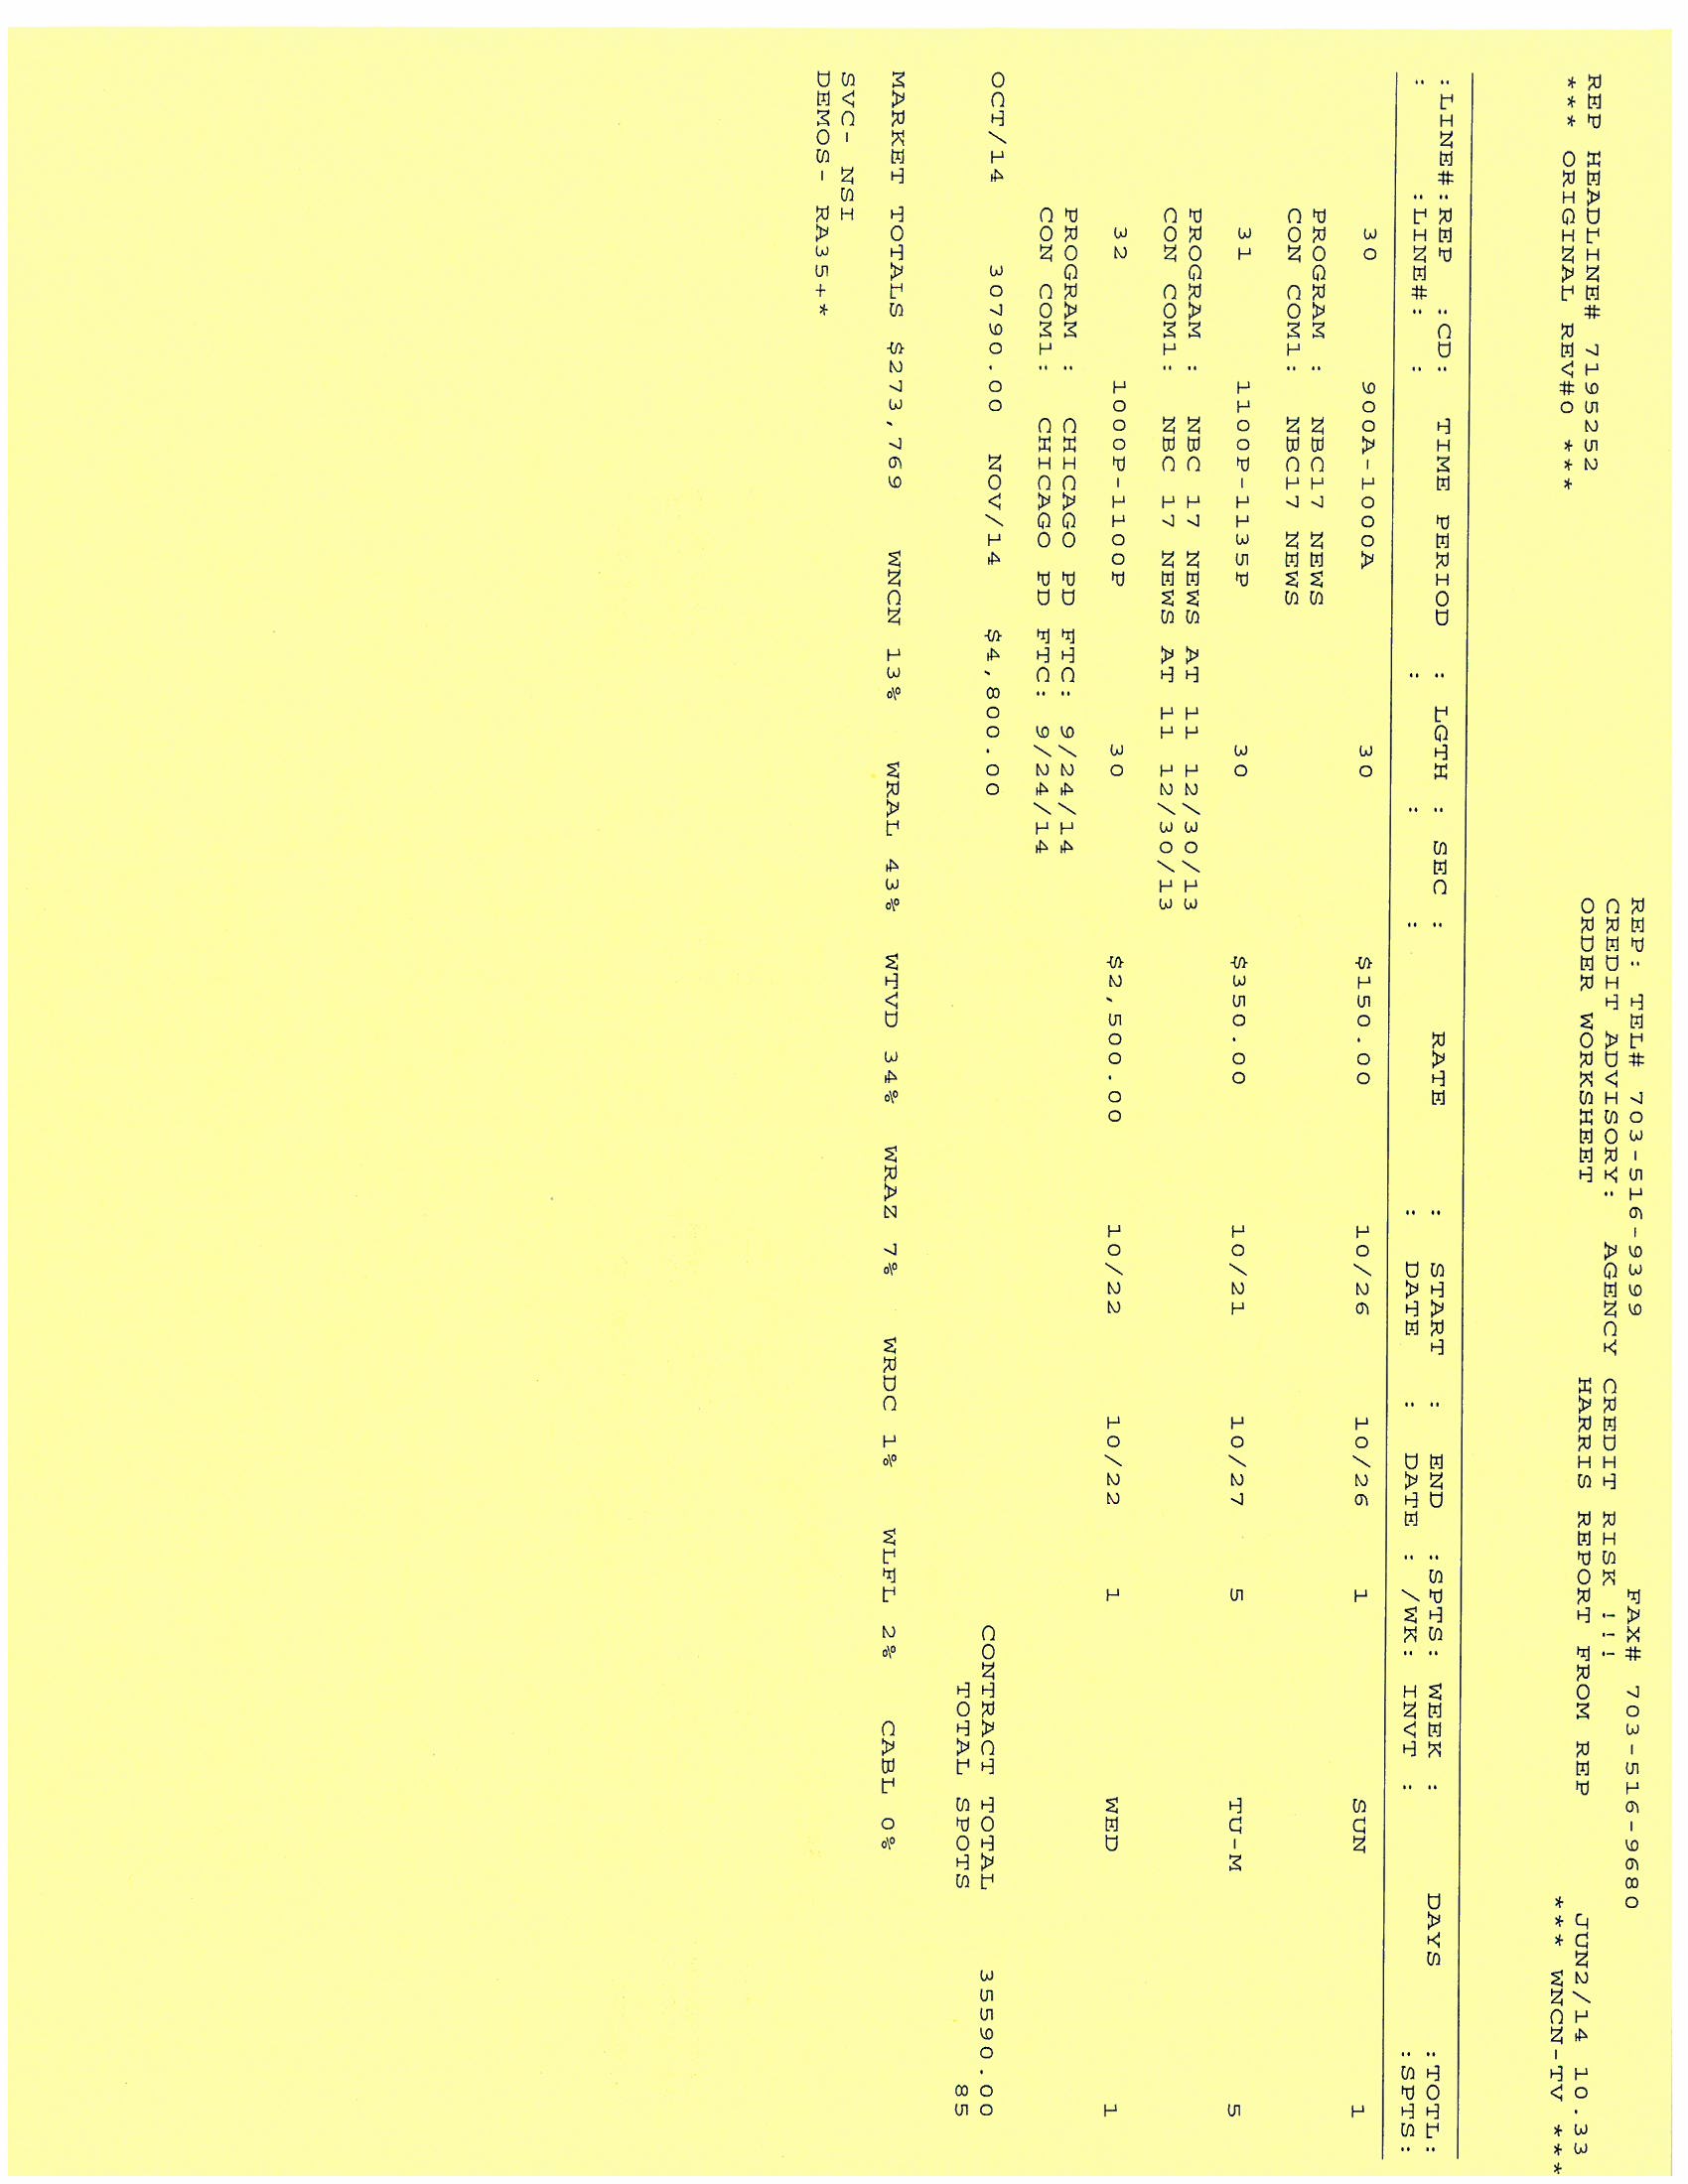 REP: TEL# 703-516-9399 FAX# 703-516-9680
CREDIT ADVISORY: AGENCY CREDIT RISK !!!
REP HEADLINE# 7195252 ORDER WORKSHEET HARRIS REPORT FROM REP JUN2/14 10.33
*** ORIGINAL REV#0 *** *** WNCN-TV ***
:LINE#:REP :CD: TIME PERIOD : LGTH : SEC : RATE : START : END :SPTS: WEEK : DAYS :TOTL:
: :LINE#: : : : : : DATE : DATE : /WK: INVT : :SPTS:
30 900A-1000A 30 $150.00 10/26 10/26 1 SUN 1
PROGRAM : NBC17 NEWS
CON COM1: NBC17 NEWS
31 1100P-1135P 30 $350.00 10/21 10/27 5 TU-M 5
PROGRAM : NBC 17 NEWS AT 11 12/30/13
CON COM1: NBC 17 NEWS AT 11 12/30/13
32 1000P-1100P 30 $2,500.00 10/22 10/22 1 WED 1
PROGRAM : CHICAGO PD FTC: 9/24/14
CON COM1: CHICAGO PD FTC: 9/24/14
OCT/14 30790.00 NOV/14 $4,800.00 CONTRACT TOTAL 35590.00
TOTAL SPOTS 85
MARKET TOTALS $273,769 WNCN 13% WRAL 43% WTVD 34% WRAZ 7% WRDC 1% WLFL 2% CABL 0%
SVC- NSI
DEMOS- RA35+*